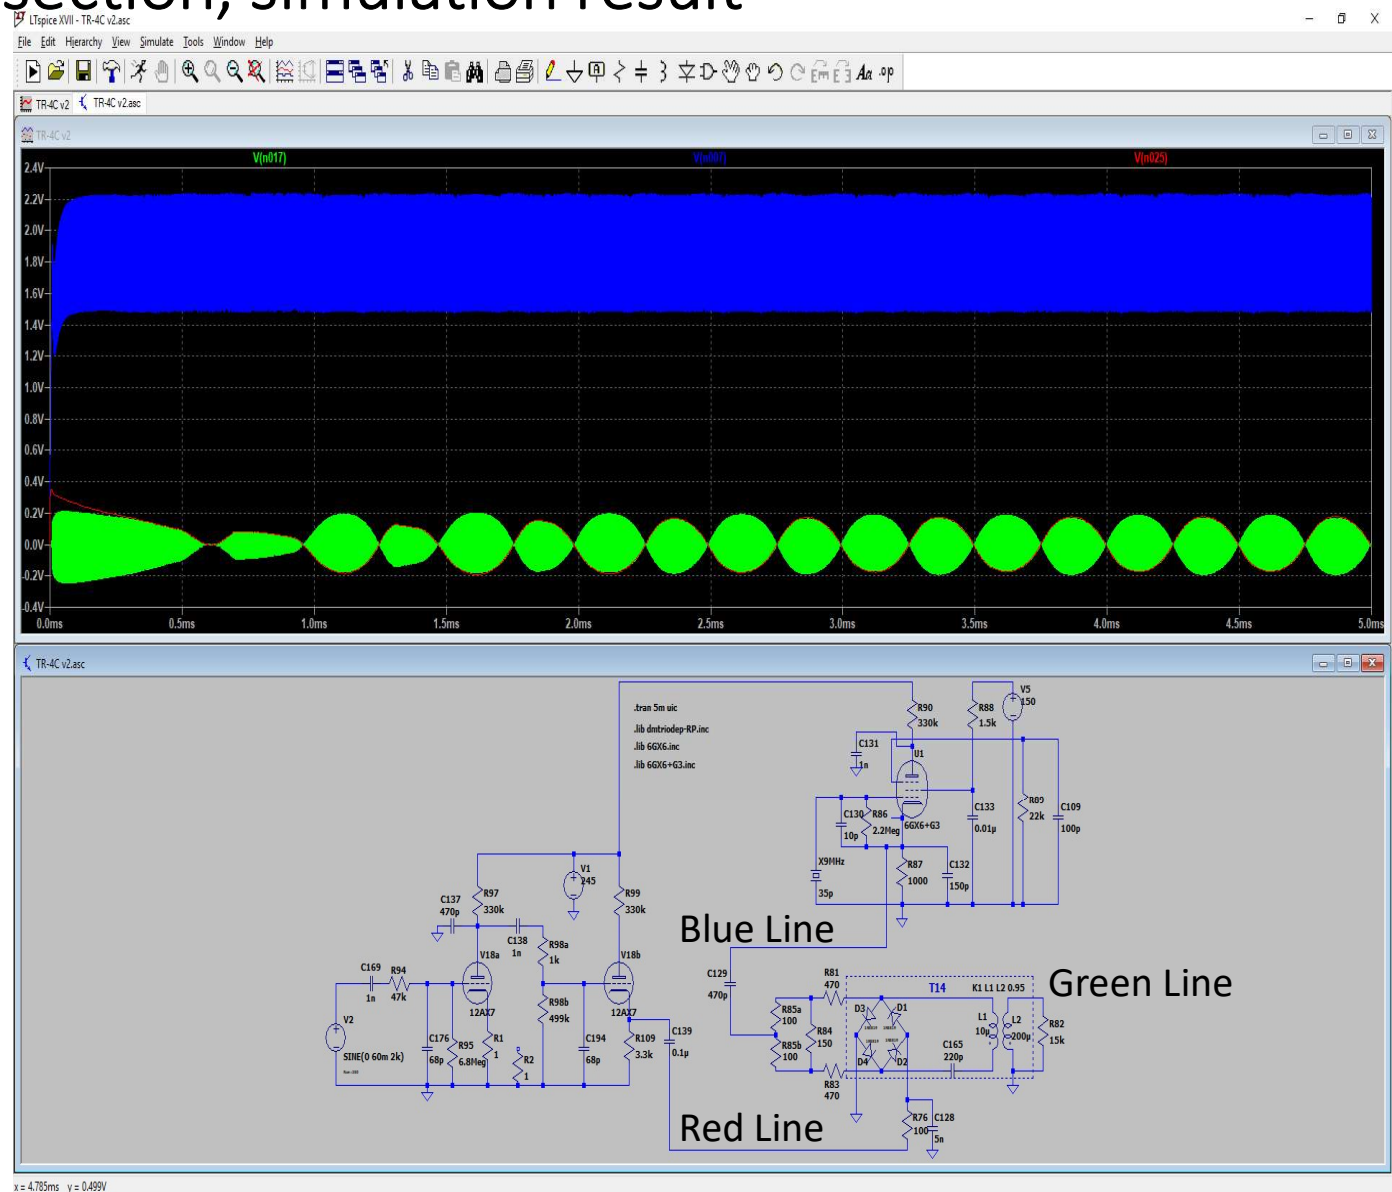 section, simulation result
LTspice XVII - TR-4C v2.asc
File Edit Hierarchy View Simulate Tools Window Help
TR-4C v2 TR-4C v2.asc
TR-4C v2
V(n017) V(n007) V(n025)
2.4V
2.2V
2.0V
1.8V
1.6V
1.4V
1.2V
1.0V
0.8V
0.6V
0.4V
0.2V
0.0V
-0.2V
-0.4V
0.0ms 0.5ms 1.0ms 1.5ms 2.0ms 2.5ms 3.0ms 3.5ms 4.0ms 4.5ms 5.0ms
TR-4C v2.asc
.tran 5m uic
.lib dmtriodep-RP.inc
.lib 6GX6.inc
.lib 6GX6+G3.inc
R90
330k
R88
1.5k
V5
150
C131
1n
U1
6GX6+G3
C130
10p
R86
2.2Meg
C133
0.01µ
R89
22k
C109
100p
X9MHz
35p
R87
1000
C132
150p
V1
245
C137
470p
R97
330k
R99
330k
C138
1n
R98a
1k
V18a
12AX7
V18b
12AX7
C169
1n
R94
47k
R98b
499k
V2
SINE(0 60m 2k)
C176
68p
R95
6.8Meg
R1
1
R2
1
C194
68p
R109
3.3k
C139
0.1µ
Blue Line
Green Line
Red Line
C129
470p
R81
470
R85a
100
R85b
100
R84
150
R83
470
T14
K1 L1 L2 0.95
D3
D1
D4
D2
L1
10µ
L2
200µ
R82
15k
C165
220p
R76
100
C128
5n
x = 4.785ms y = 0.499V